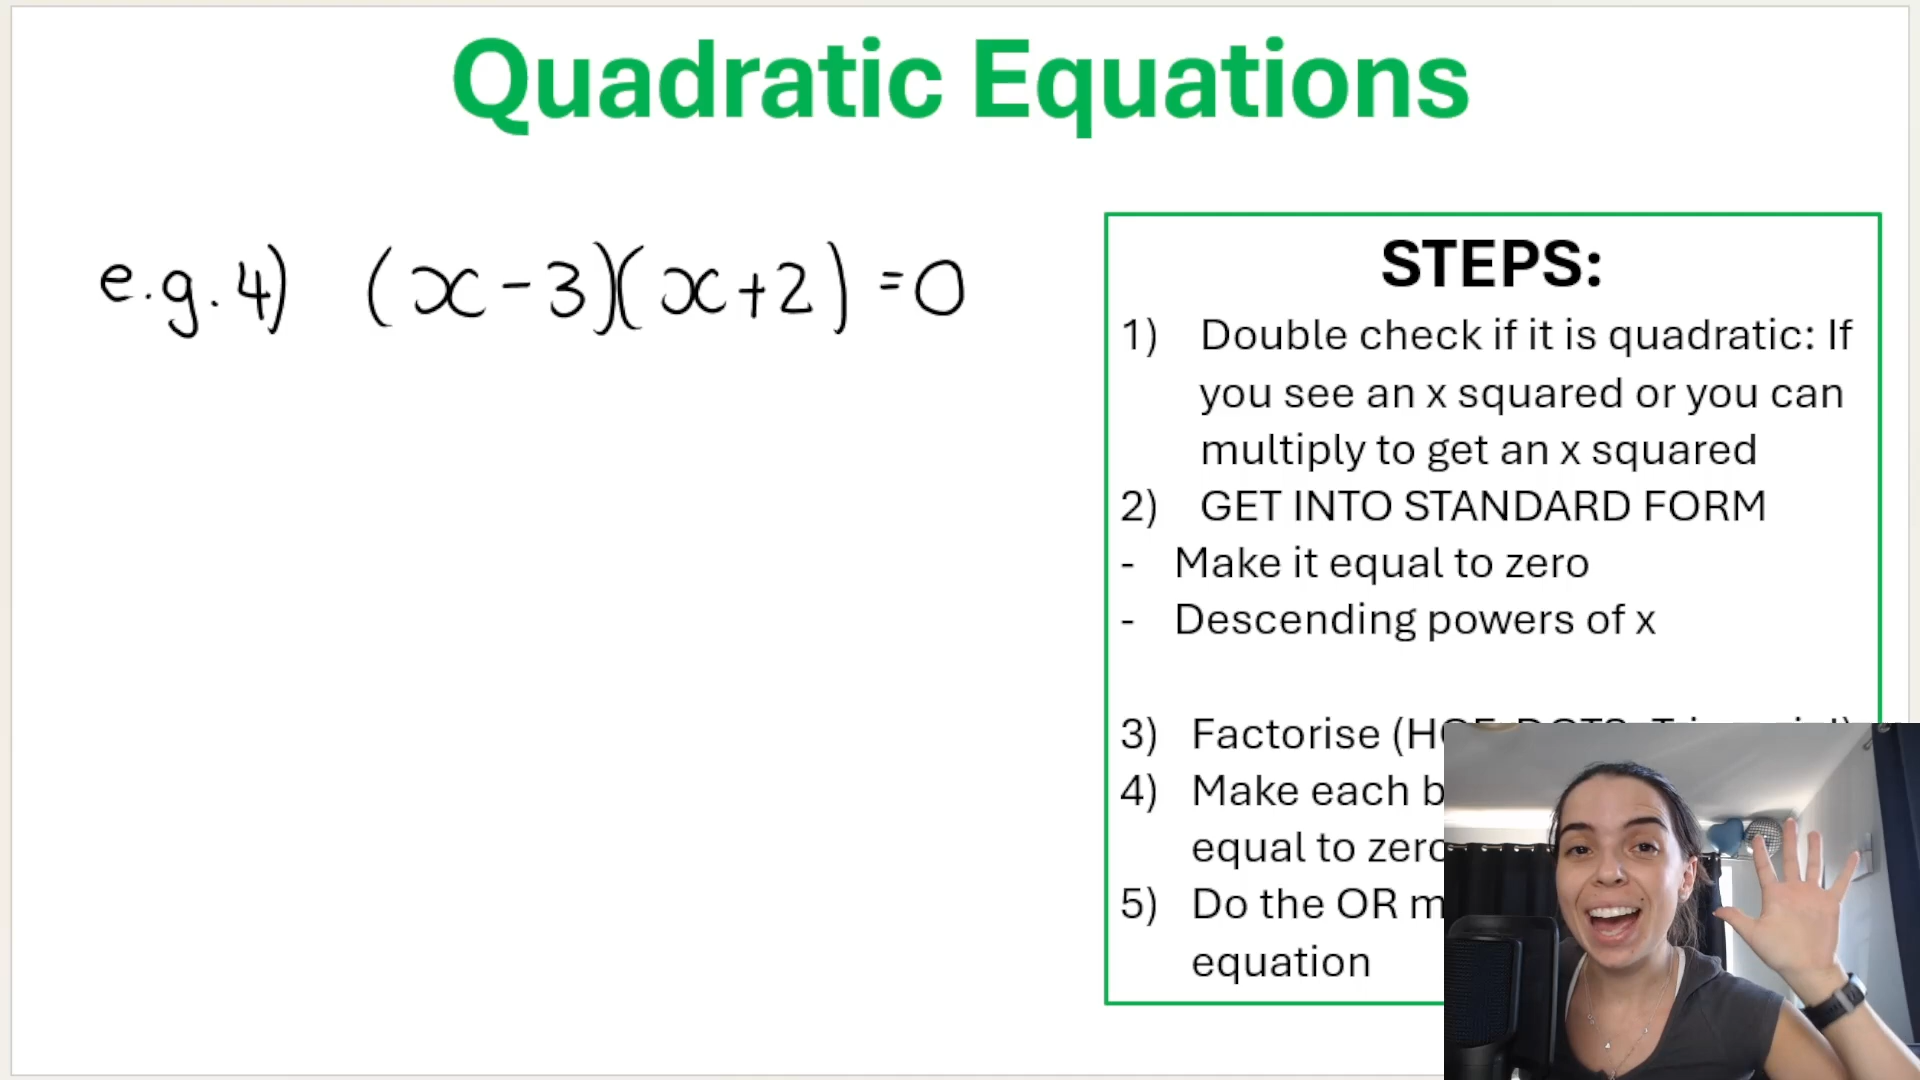 Quadratic Equations
e.g. 4) (x-3)(x+2) =0
STEPS:
1) Double check if it is quadratic: If
you see an x squared or you can
multiply to get an x squared
2) GET INTO STANDARD FORM
- Make it equal to zero
- Descending powers of x
3) Factorise
4) Make each
equal to zero
5) Do the OR
equation